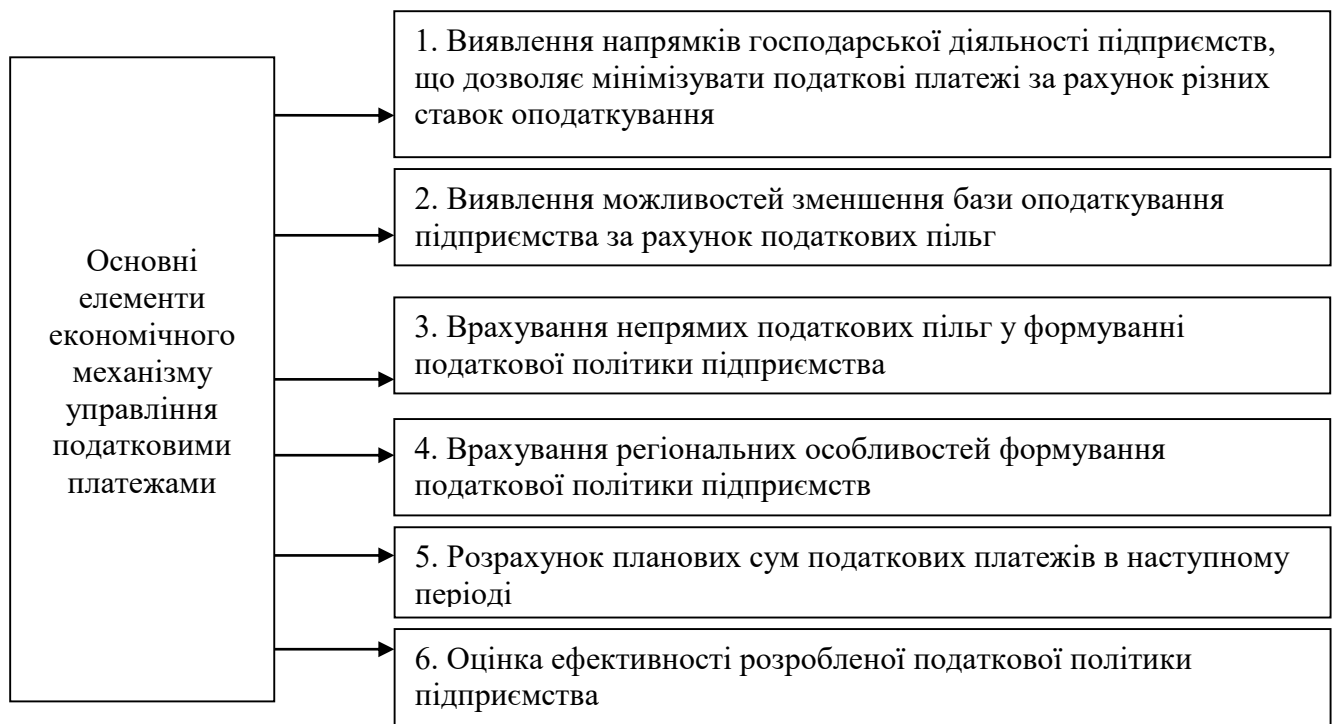 Основні
елементи
економічного
механізму
управління
податковими
платежами
1. Виявлення напрямків господарської діяльності підприємств,
що дозволяє мінімізувати податкові платежі за рахунок різних
ставок оподаткування
2. Виявлення можливостей зменшення бази оподаткування
підприємства за рахунок податкових пільг
3. Врахування непрямих податкових пільг у формуванні
податкової політики підприємства
4. Врахування регіональних особливостей формування
податкової політики підприємств
5. Розрахунок планових сум податкових платежів в наступному
періоді
6. Оцінка ефективності розробленої податкової політики
підприємства